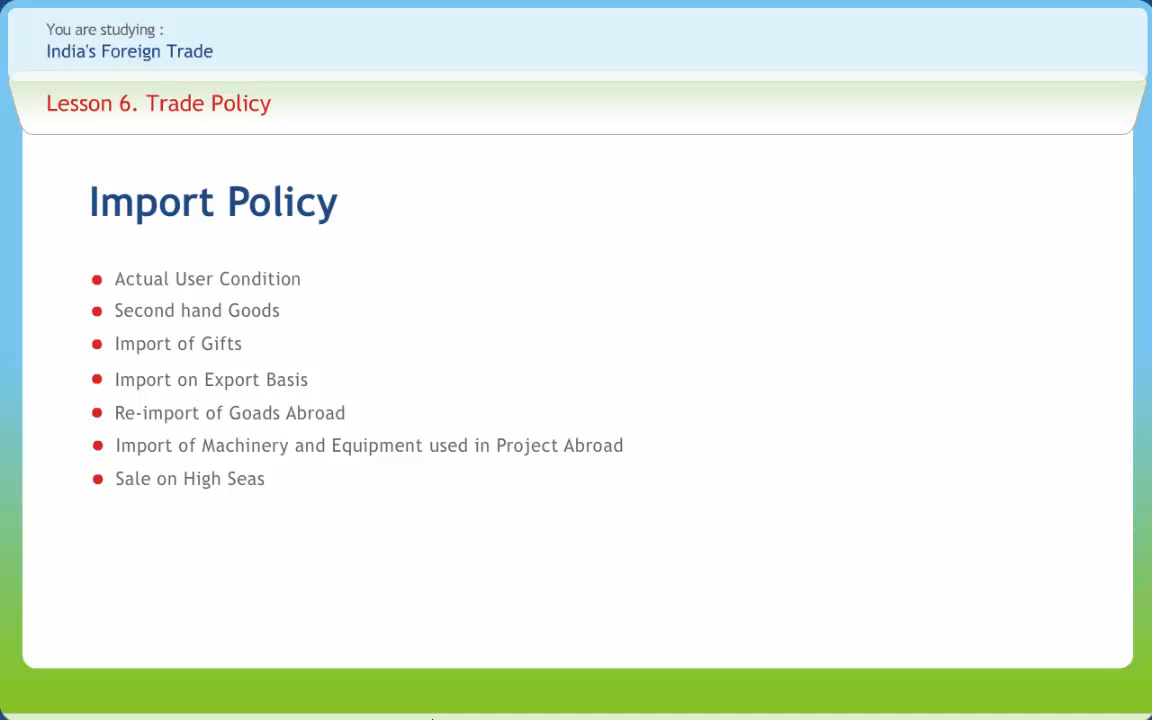 You are studying :
India's Foreign Trade
Lesson 6. Trade Policy
Import Policy
Actual User Condition
Second hand Goods
Import of Gifts
Import on Export Basis
Re-import of Goads Abroad
Import of Machinery and Equipment used in Project Abroad
Sale on High Seas